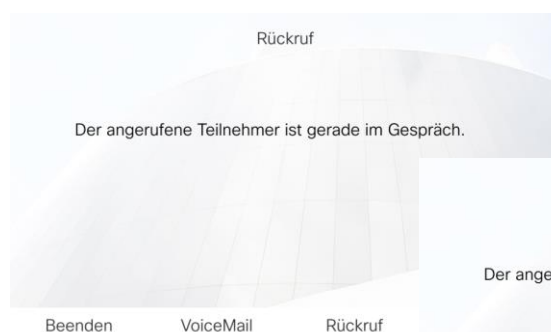 Rückruf
Der angerufene Teilnehmer ist gerade im Gespräch.
Der ange
Beenden VoiceMail Rückruf